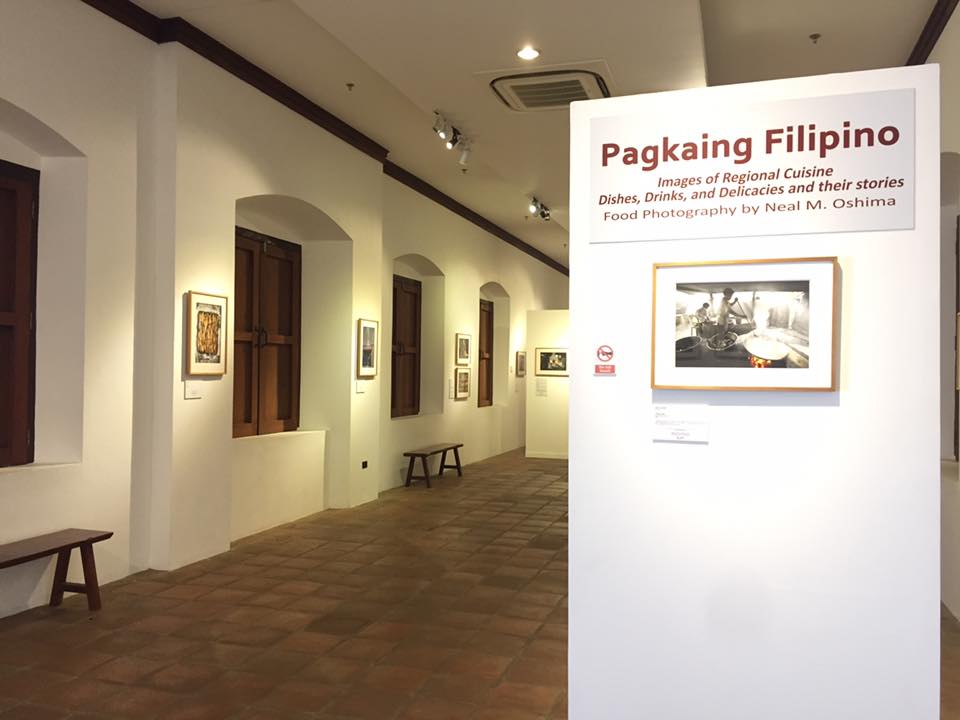 Pagkaing Filipino
Images of Regional Cuisine
Dishes, Drinks, and Delicacies and their stories
Food Photography by Neal M. Oshima